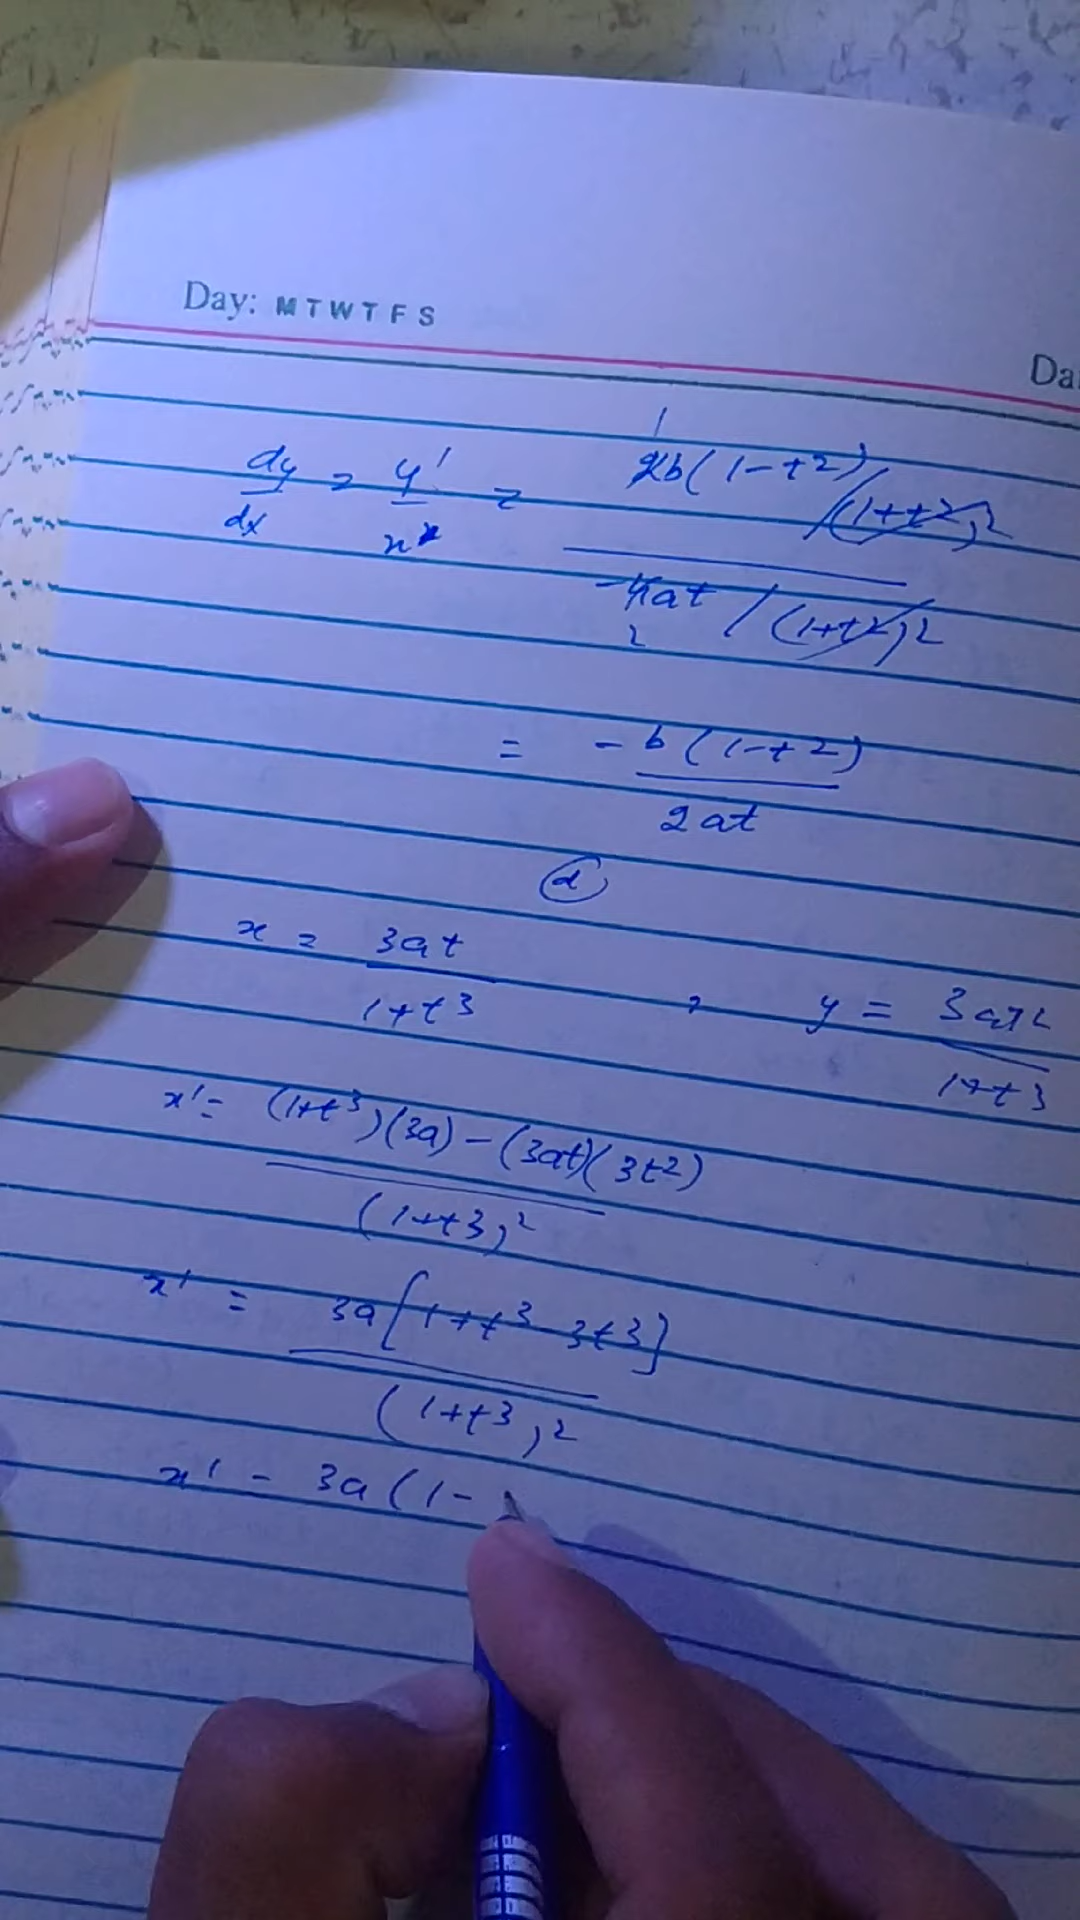 Day: M T W T F S
Da
dy/dx = y'/x' = 2b(1-t2)/(1+t2)2 / -4at/(1+t2)2
1
2
= -b(1-t2)/2at
(d)
x = 3at/1+t3 , y = 3at2/1+t3
x' = (1+t3)(3a) - (3at)(3t2)/(1+t3)2
x' = 3a[1+t3-3t3]/(1+t3)2
x' = 3a(1-